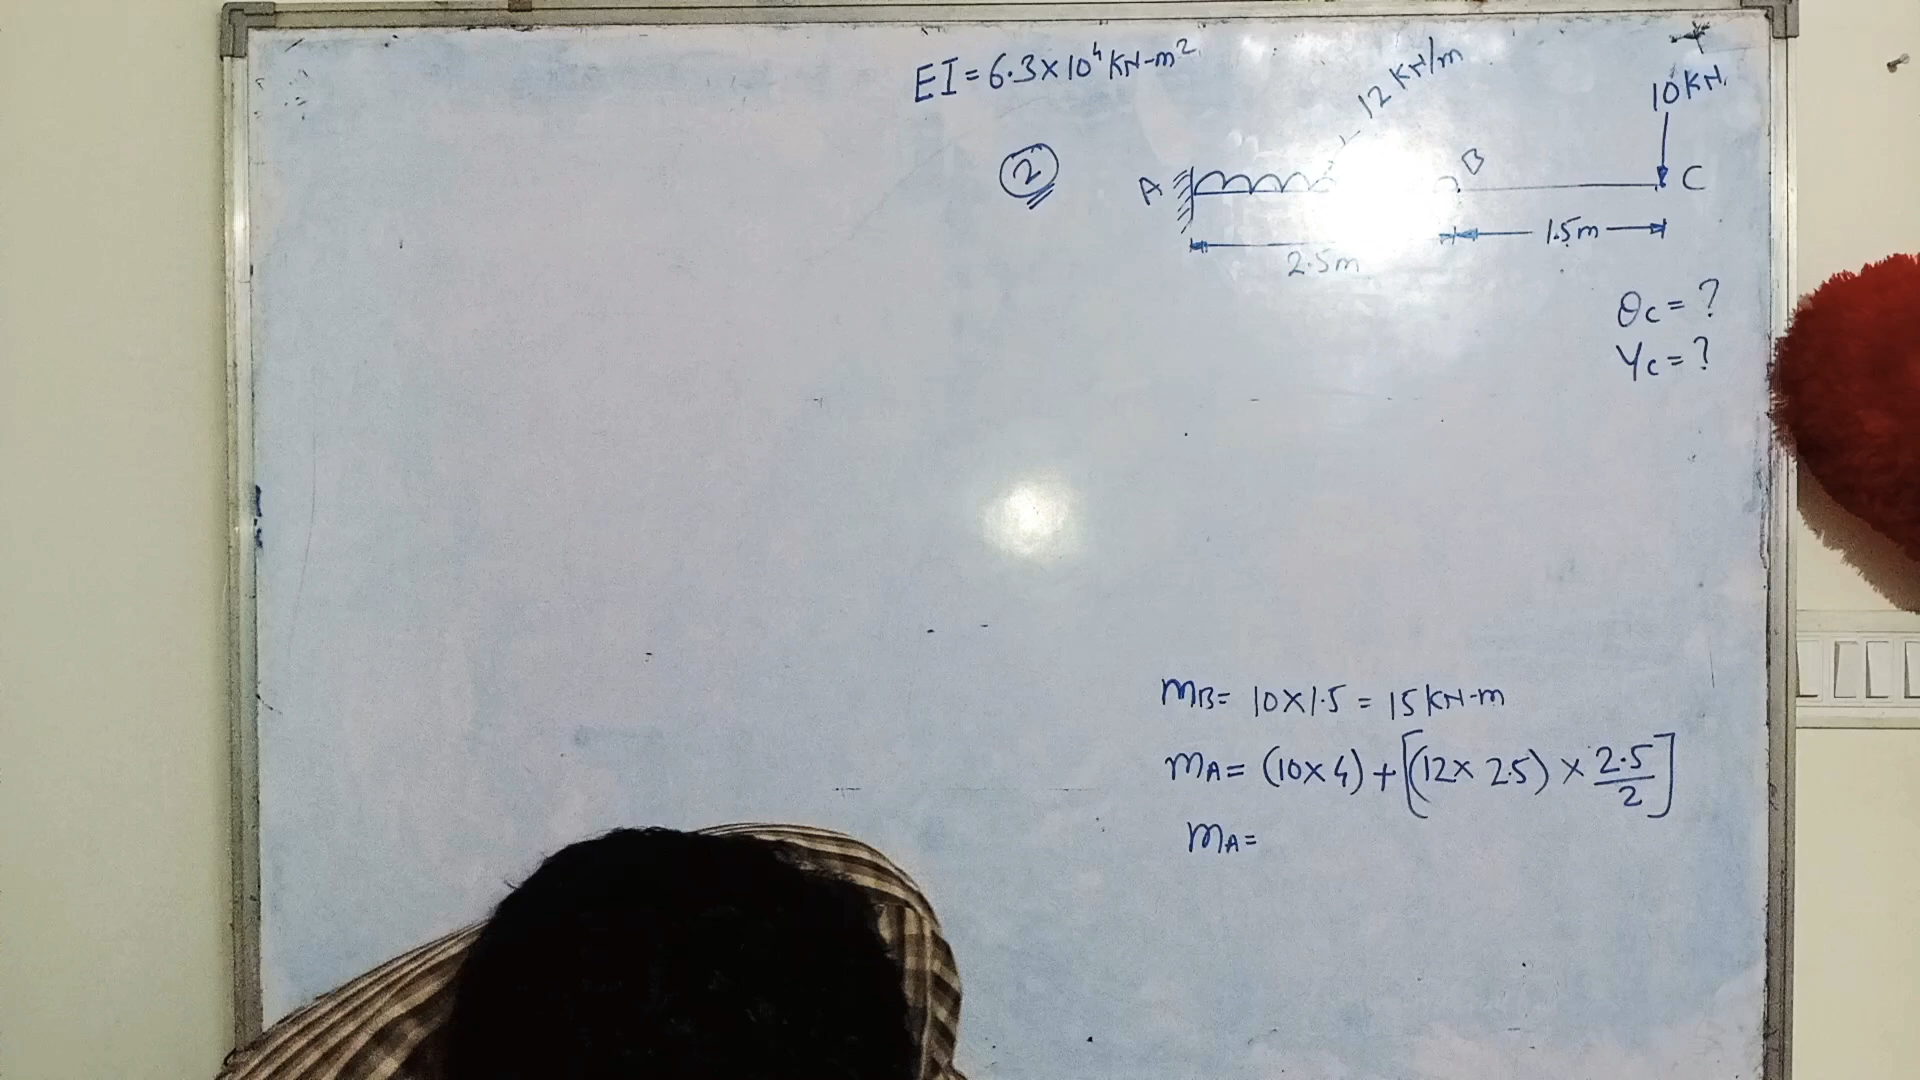 EI = 6.3×10⁴ KN-m²
12 KN/m
10 KN.
2
A
B
C
1.5m
2.5m
θc = ?
Yc = ?
MB = 10×1.5 = 15 KN-m
MA = (10×4) + [(12×2.5) × 2.5/2]
MA =